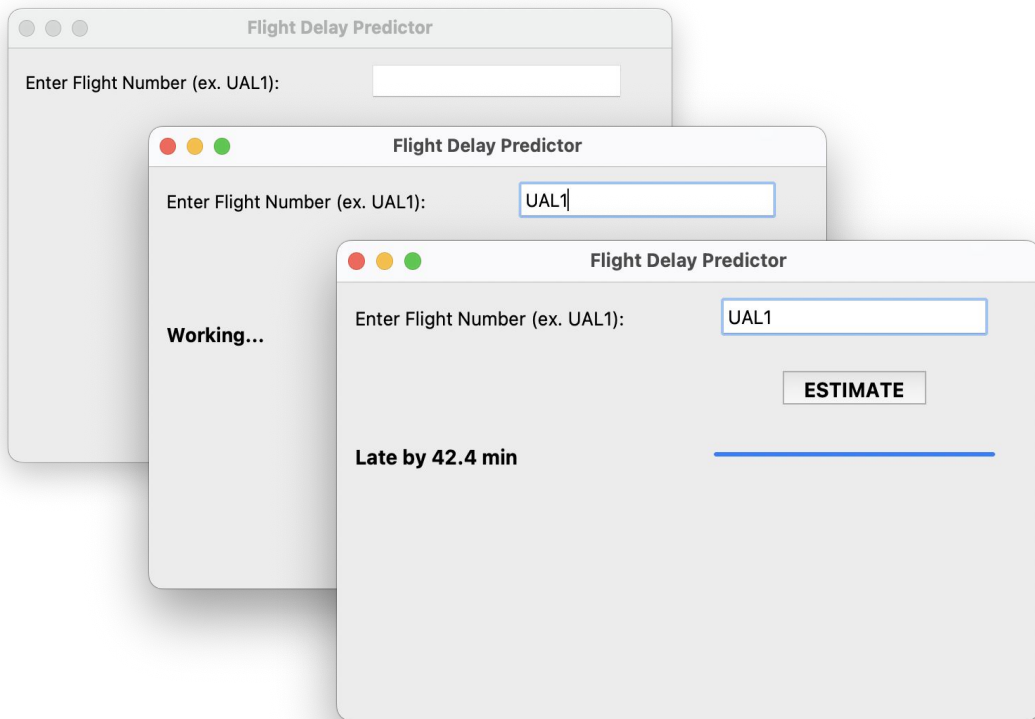 Flight Delay Predictor
Enter Flight Number (ex. UAL1):
Flight Delay Predictor
Enter Flight Number (ex. UAL1):
UAL1
Working...
Flight Delay Predictor
Enter Flight Number (ex. UAL1):
UAL1
ESTIMATE
Late by 42.4 min